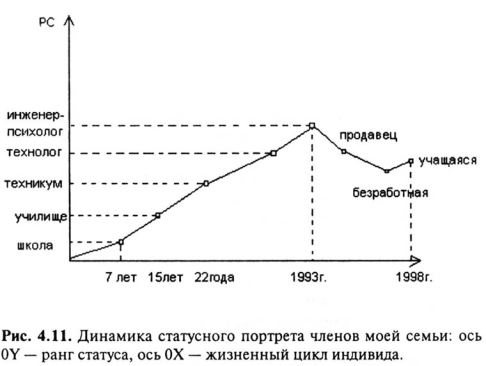 РС
инженер-
психолог
продавец
технолог
учащаяся
техникум
безработная
училище
школа
7 лет
15лет
22года
1993г.
1998г.
Рис. 4.11. Динамика статусного портрета членов моей семьи: ось
0Y — ранг статуса, ось 0X — жизненный цикл индивида.